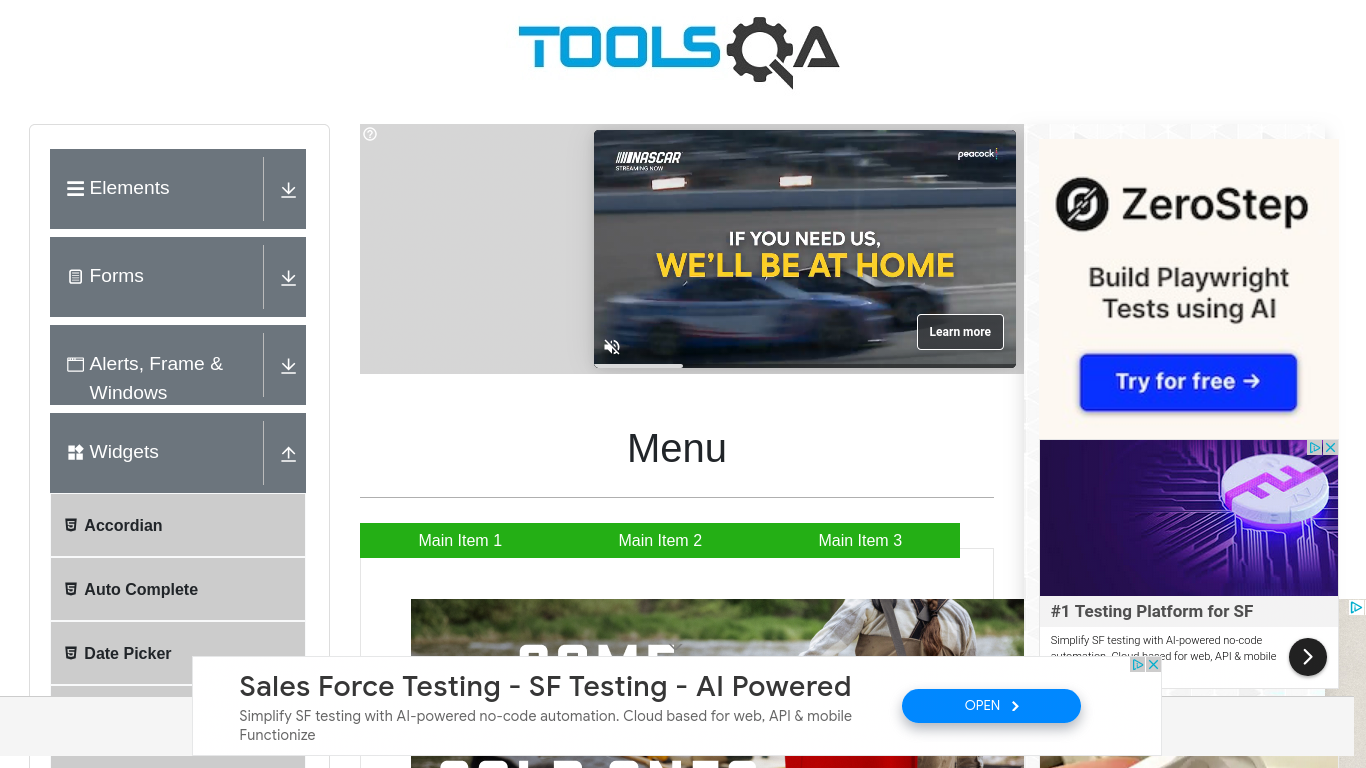 TOOLSQA
Elements
Forms
Alerts, Frame &
Windows
Widgets
Accordian
Auto Complete
Date Picker
NASCAR
STREAMING NOW
peacock
IF YOU NEED US,
WE'LL BE AT HOME
Learn more
Menu
Main Item 1
Main Item 2
Main Item 3
ZeroStep
Build Playwright
Tests using AI
Try for free →
#1 Testing Platform for SF
Simplify SF testing with AI-powered no-code
automation. Cloud based for web, API & mobile
Sales Force Testing - SF Testing - AI Powered
Simplify SF testing with AI-powered no-code automation. Cloud based for web, API & mobile
Functionize
OPEN